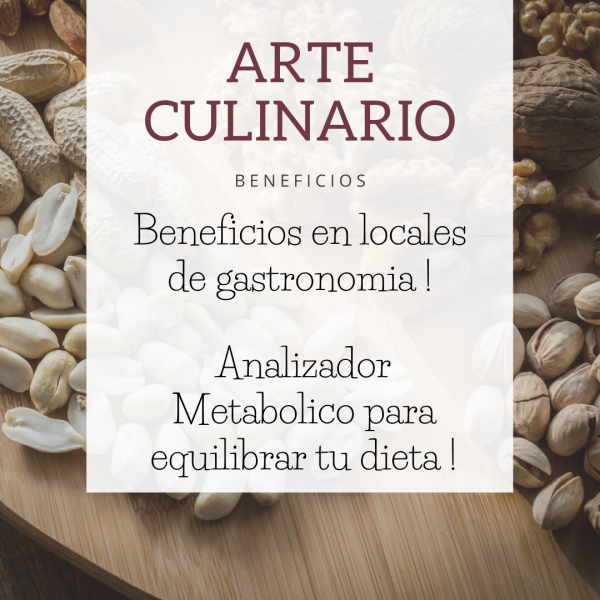 ARTE
CULINARIO
BENEFICIOS
Beneficios en locales
de gastronomia !
Analizador
Metabolico para
equilibrar tu dieta !